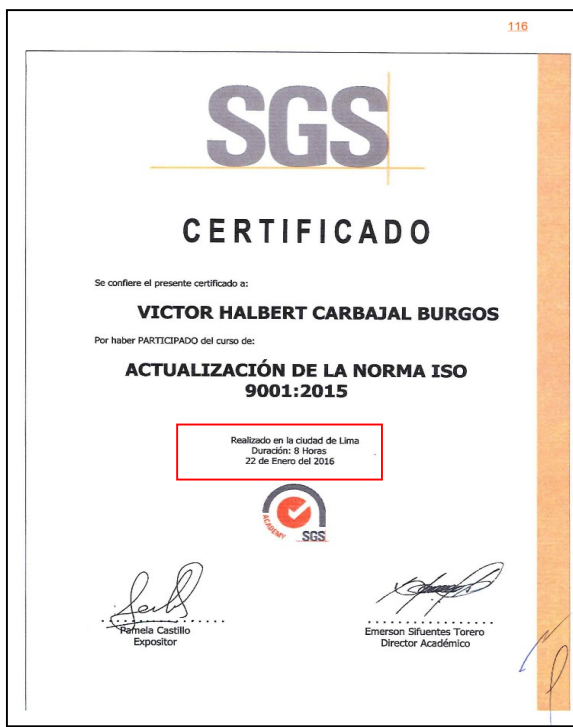 116
SGS
CERTIFICADO
Se confiere el presente certificado a:
VICTOR HALBERT CARBAJAL BURGOS
Por haber PARTICIPADO del curso de:
ACTUALIZACIÓN DE LA NORMA ISO
9001:2015
Realizado en la ciudad de Lima
Duración: 8 Horas
22 de Enero del 2016
ACADEMY SGS
Pamela Castillo
Expositor
Emerson Sifuentes Torero
Director Académico